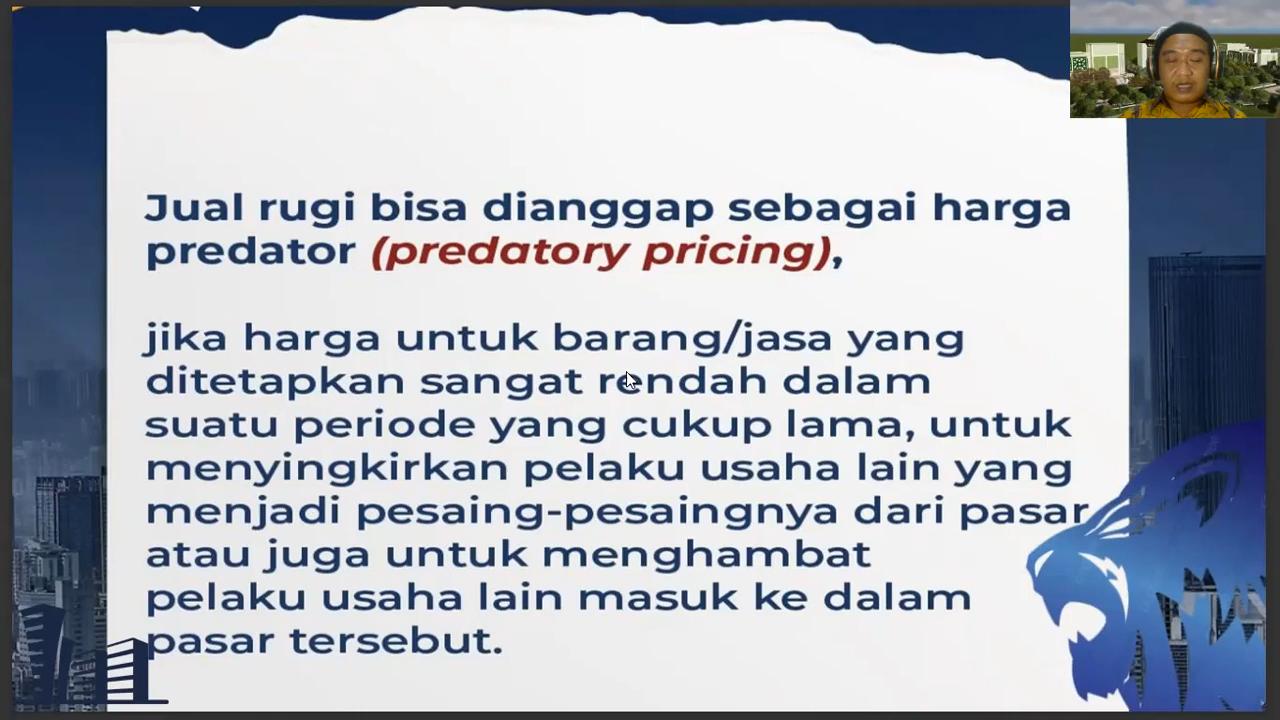 Jual rugi bisa dianggap sebagai harga
predator (predatory pricing),
jika harga untuk barang/jasa yang
ditetapkan sangat rendah dalam
suatu periode yang cukup lama, untuk
menyingkirkan pelaku usaha lain yang
menjadi pesaing-pesaingnya dari pasar
atau juga untuk menghambat
pelaku usaha lain masuk ke dalam
pasar tersebut.